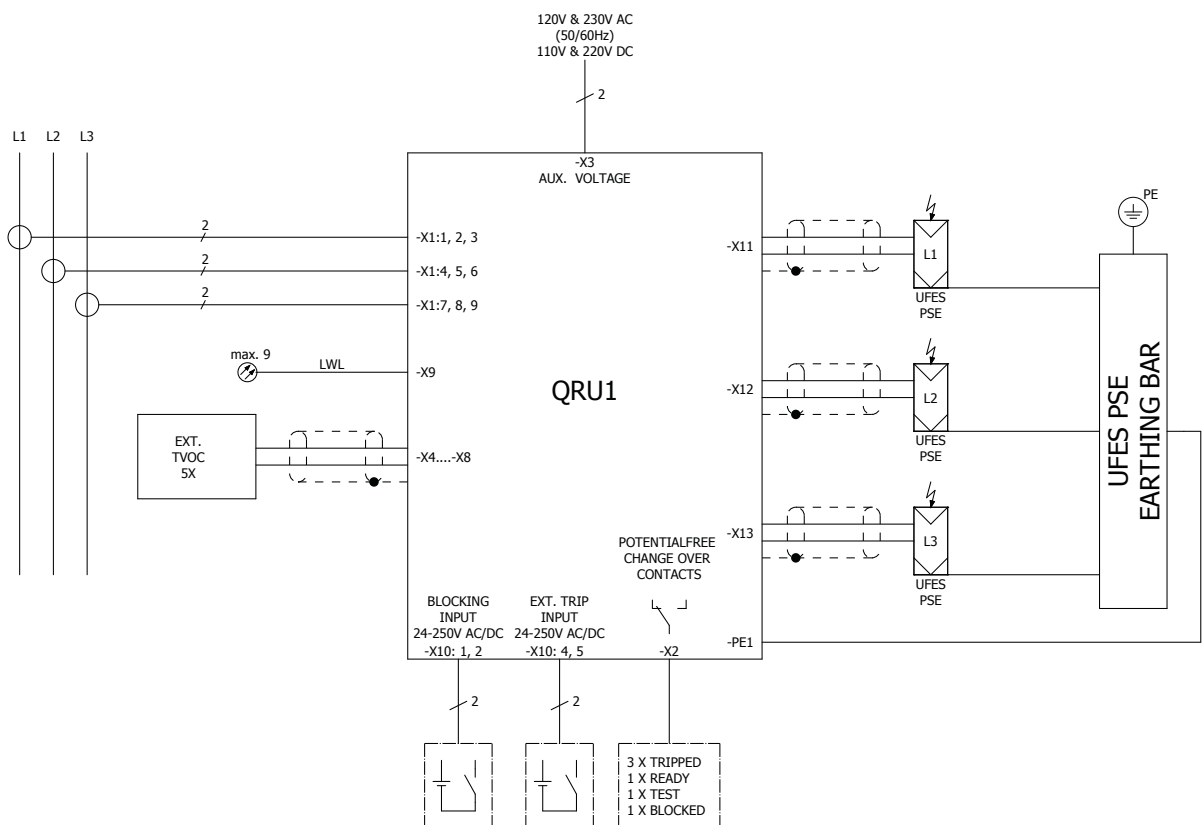 120V & 230V AC
(50/60Hz)
110V & 220V DC
2
L1 L2 L3
-X3
AUX. VOLTAGE
2
-X1:1, 2, 3
2
-X1:4, 5, 6
2
-X1:7, 8, 9
max. 9
LWL
-X9
EXT.
TVOC
5X
-X4....-X8
QRU1
-X11
L1
UFES
PSE
-X12
L2
UFES
PSE
-X13
L3
UFES
PSE
PE
UFES PSE
EARTHING BAR
-PE1
BLOCKING
INPUT
24-250V AC/DC
-X10: 1, 2
EXT. TRIP
INPUT
24-250V AC/DC
-X10: 4, 5
POTENTIALFREE
CHANGE OVER
CONTACTS
-X2
2
2
3 X TRIPPED
1 X READY
1 X TEST
1 X BLOCKED